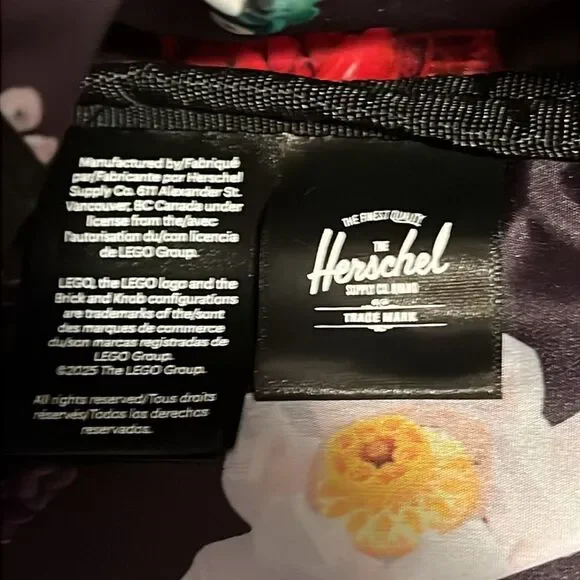 Manufactured by/Fabriqué
par/Fabricante por Herschel
Supply Co. 611 Alexander St.
Vancouver, BC Canada under
license from the/avec
l'autorisation du/con licencia
de LEGO Group.
LEGO, the LEGO logo and the
Brick and Knob configurations
are trademarks of the/sont
des marques de commerce
du/son marcas registradas de
LEGO Group.
©2025 The LEGO Group.
All rights reserved/Tous droits
réservés/Todos los derechos
reservados.
THE FINEST QUALITY
THE
Herschel
SUPPLY CO. BRAND
TRADE MARK